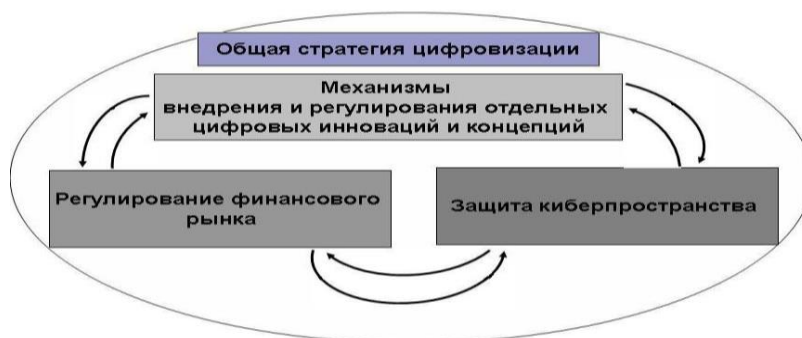 Общая стратегия цифровизации
Механизмы
внедрения и регулирования отдельных
цифровых инноваций и концепций
Регулирование финансового
рынка
Защита киберпространства